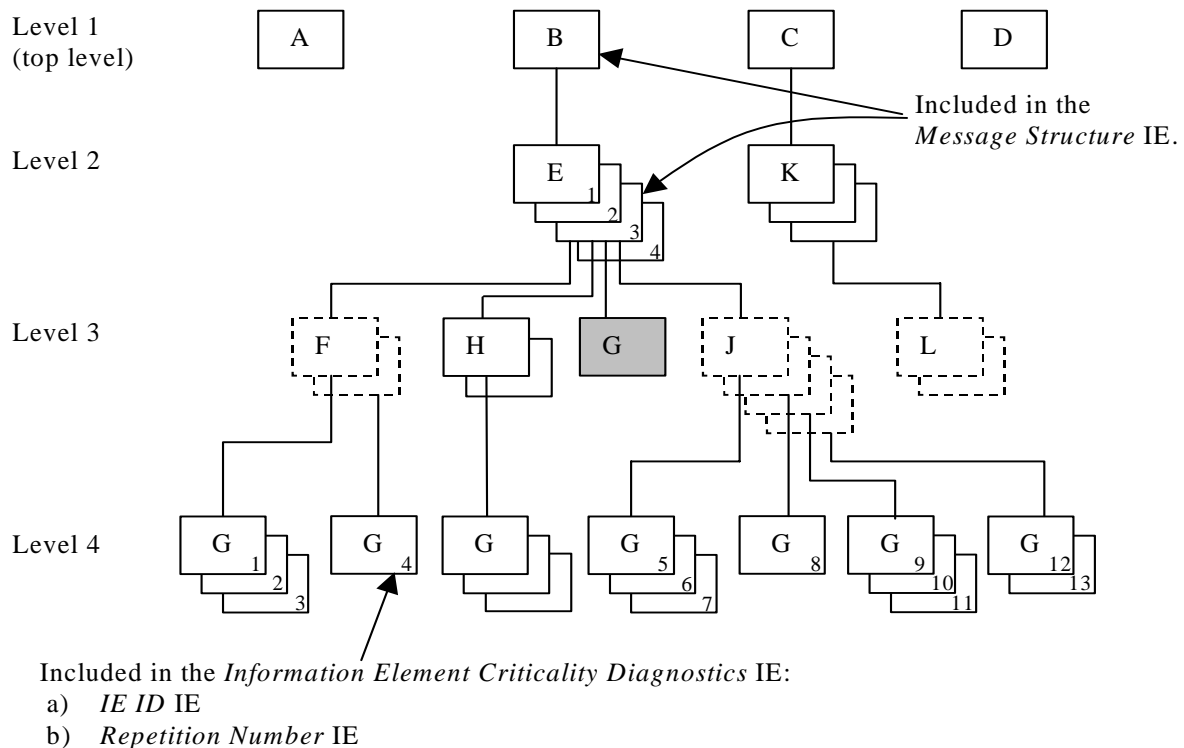 Level 1
(top level)
A
B
C
D
Included in the
Message Structure IE.
Level 2
E
1
2
3
4
K
Level 3
F
H
G
J
L
Level 4
G
1
2
3
G
4
G
G
5
6
7
G
8
G
9
10
11
G
12
13
Included in the Information Element Criticality Diagnostics IE:
a) IE ID IE
b) Repetition Number IE